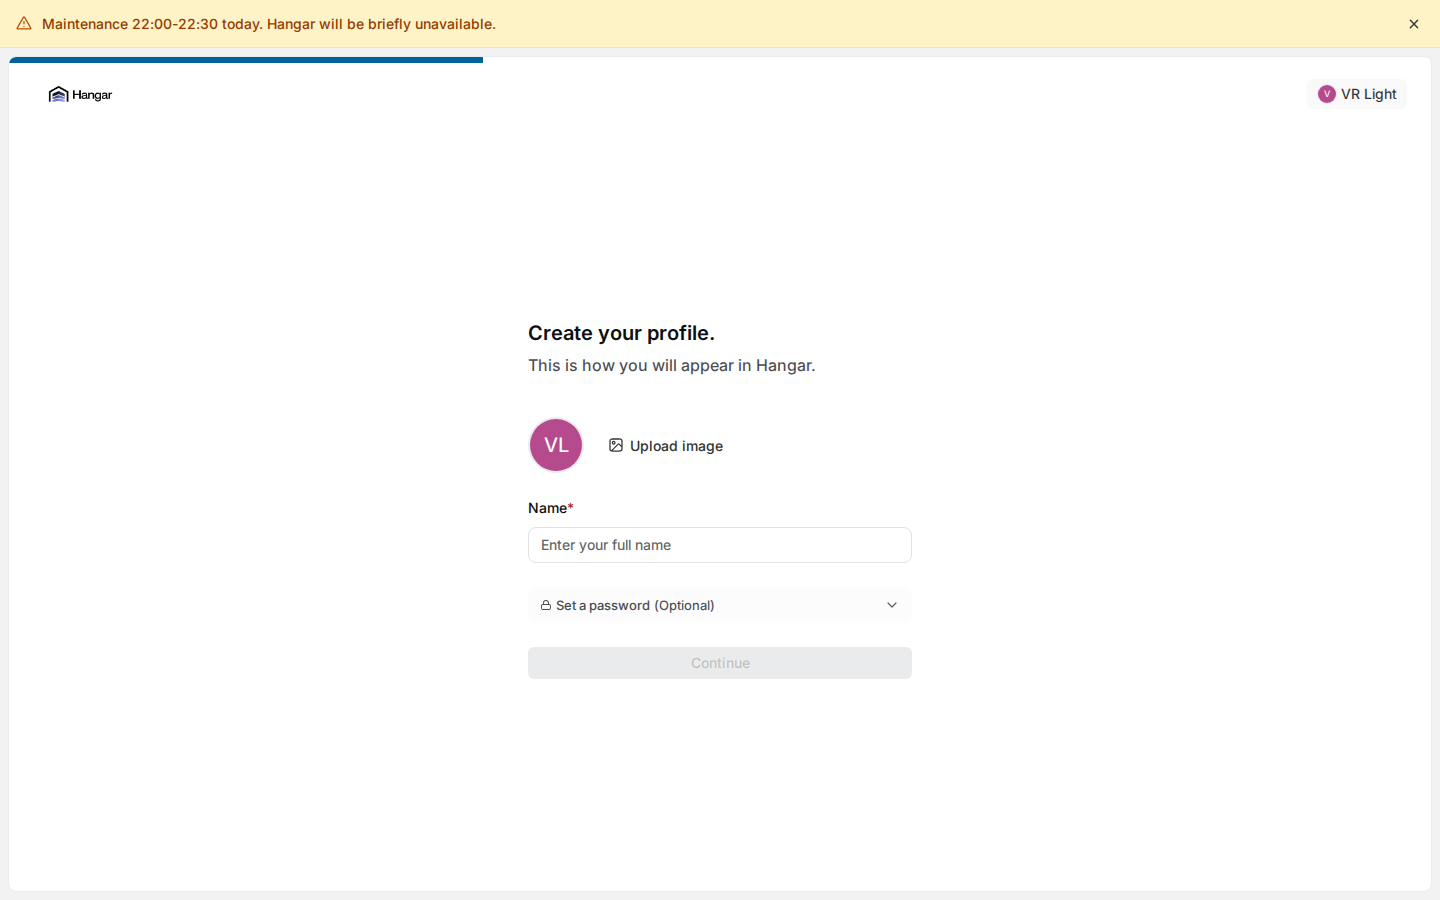 Maintenance 22:00-22:30 today. Hangar will be briefly unavailable.
Hangar
V VR Light
Create your profile.
This is how you will appear in Hangar.
VL
Upload image
Name*
Enter your full name
Set a password (Optional)
Continue